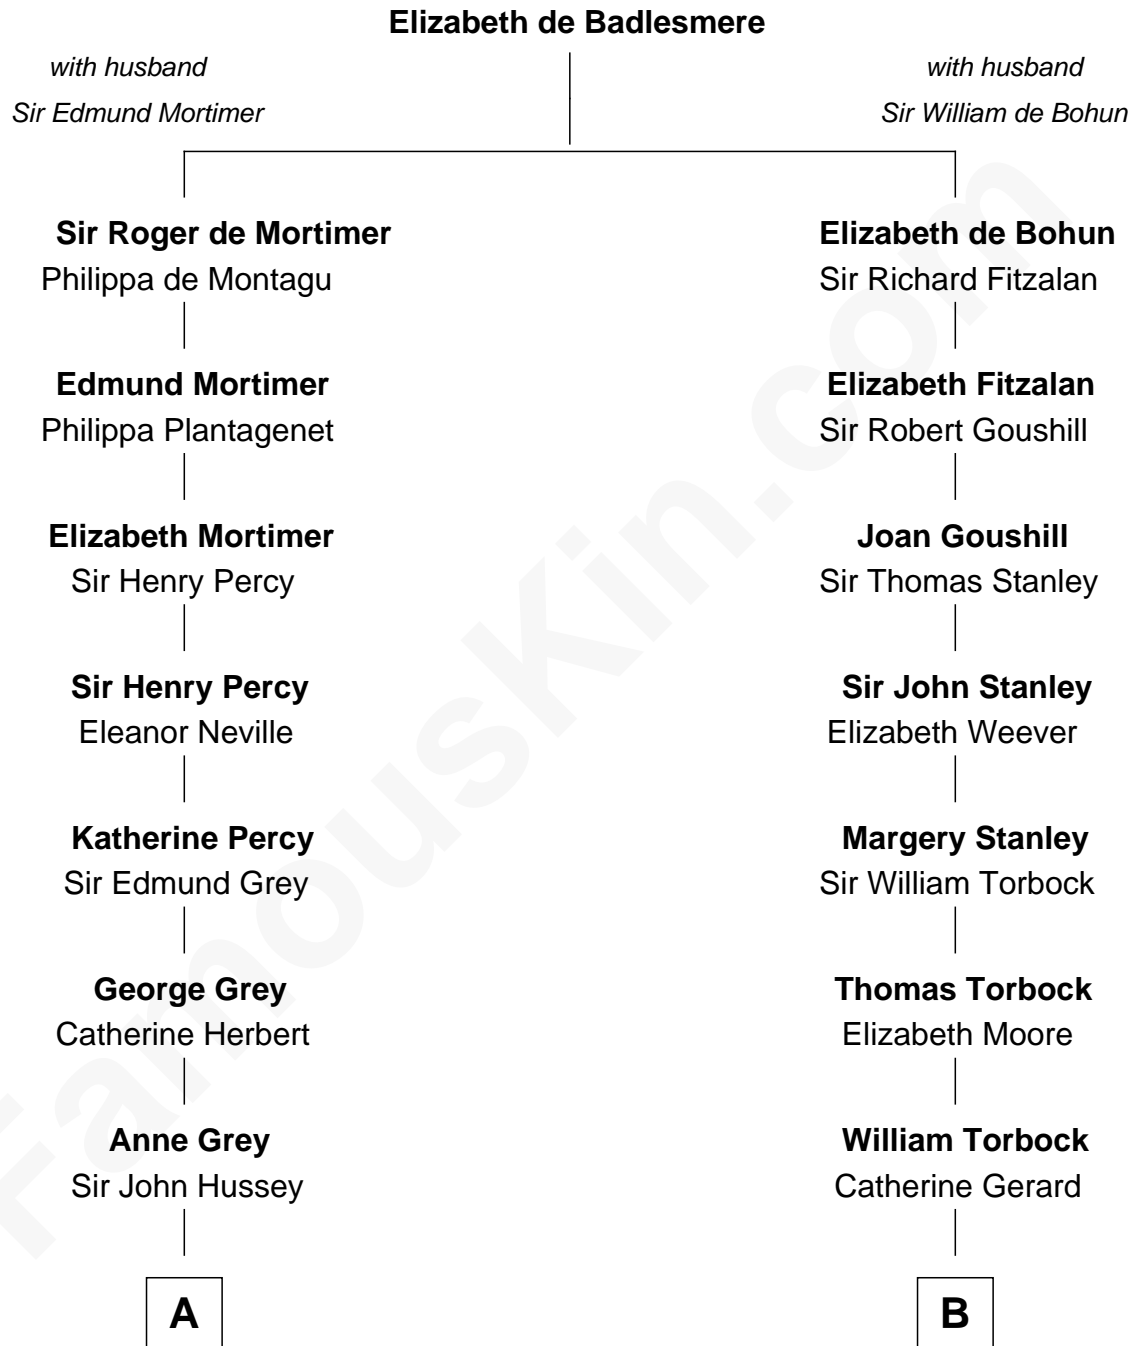 Elizabeth de Badlesmere
with husband
Sir Edmund Mortimer
with husband
Sir William de Bohun
Sir Roger de Mortimer
Philippa de Montagu
Elizabeth de Bohun
Sir Richard Fitzalan
Edmund Mortimer
Philippa Plantagenet
Elizabeth Fitzalan
Sir Robert Goushill
Elizabeth Mortimer
Sir Henry Percy
Joan Goushill
Sir Thomas Stanley
Sir Henry Percy
Eleanor Neville
Sir John Stanley
Elizabeth Weever
Katherine Percy
Sir Edmund Grey
Margery Stanley
Sir William Torbock
George Grey
Catherine Herbert
Thomas Torbock
Elizabeth Moore
Anne Grey
Sir John Hussey
William Torbock
Catherine Gerard
A
B
FamousKin.com